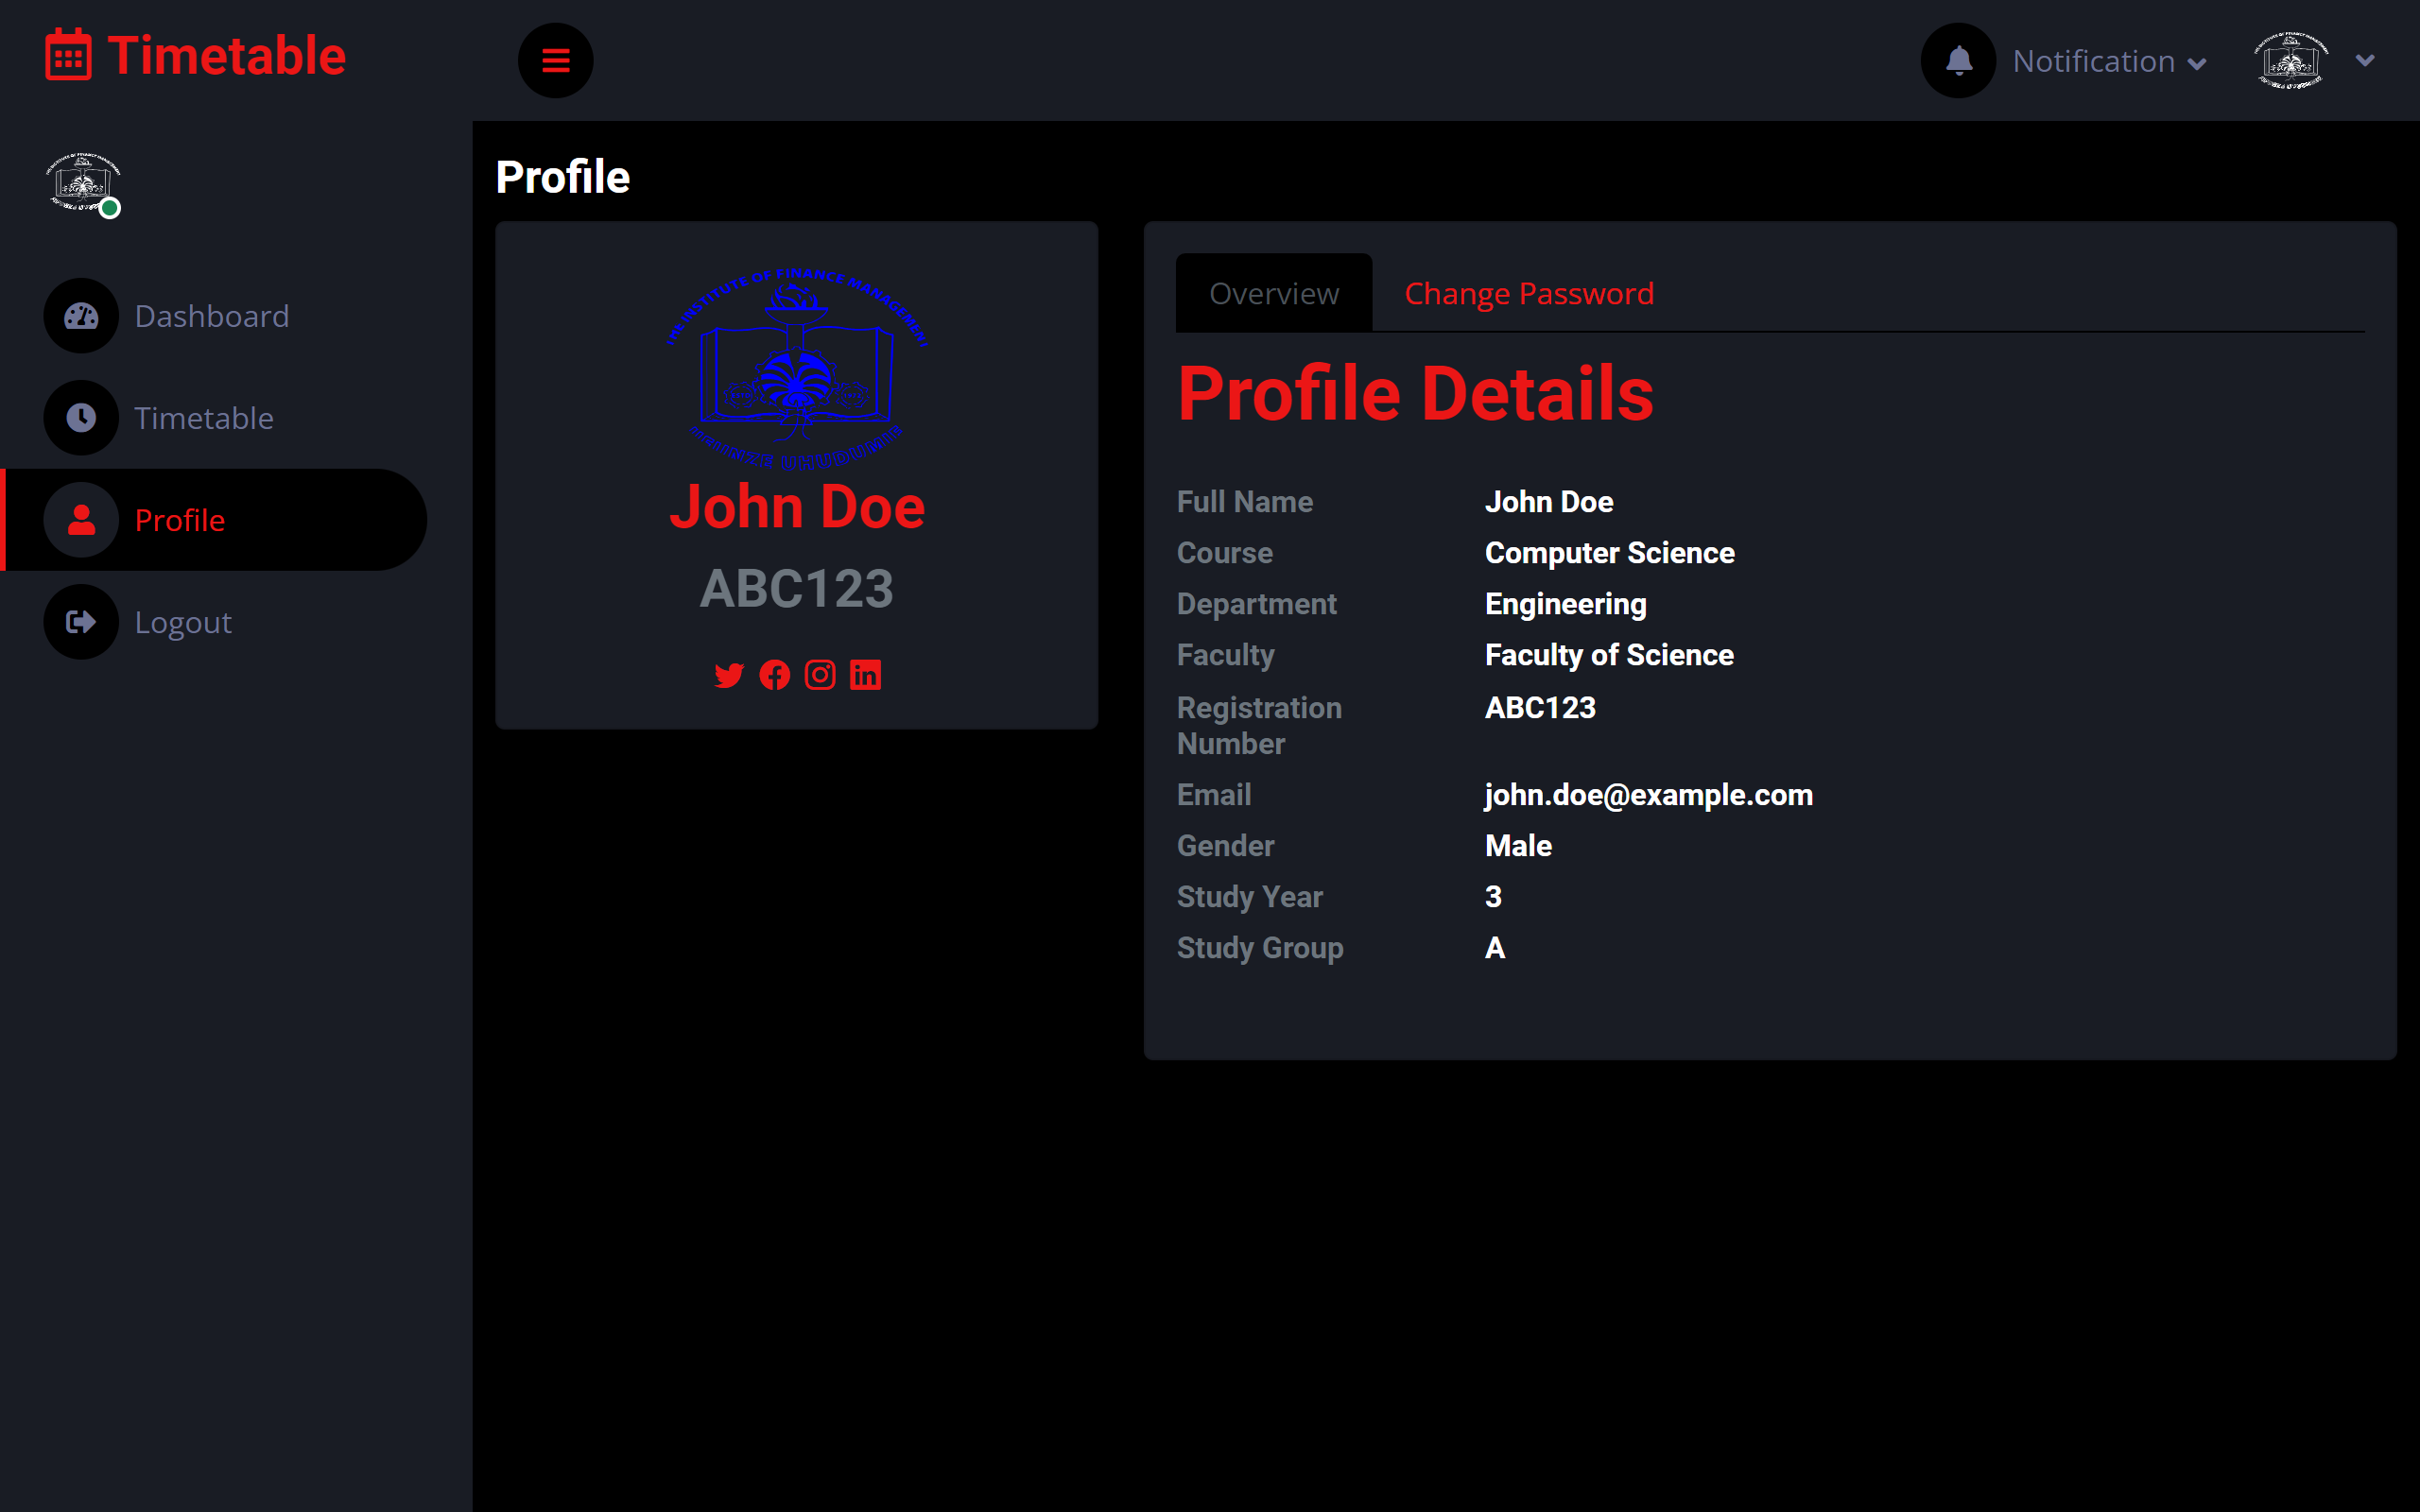 Timetable
Notification
Dashboard
Timetable
Profile
Logout
Profile
THE INSTITUTE OF FINANCE MANAGEMENT
John Doe
ABC123
Overview
Change Password
Profile Details
Full Name John Doe
Course Computer Science
Department Engineering
Faculty Faculty of Science
Registration ABC123
Number
Email john.doe@example.com
Gender Male
Study Year 3
Study Group A